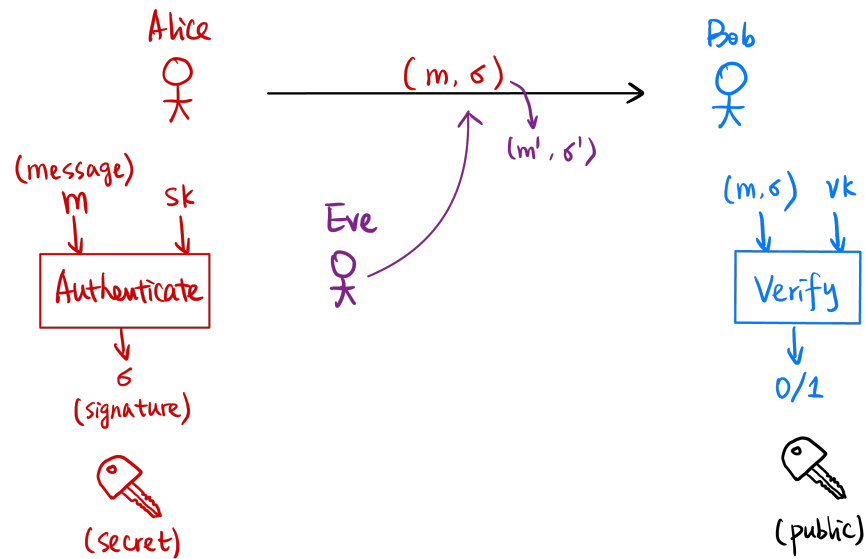 Alice
Bob
(m, σ)
(m', σ')
(message)
m
sk
Authenticate
σ
(signature)
(secret)
Eve
(m, σ)
vk
Verify
0/1
(public)